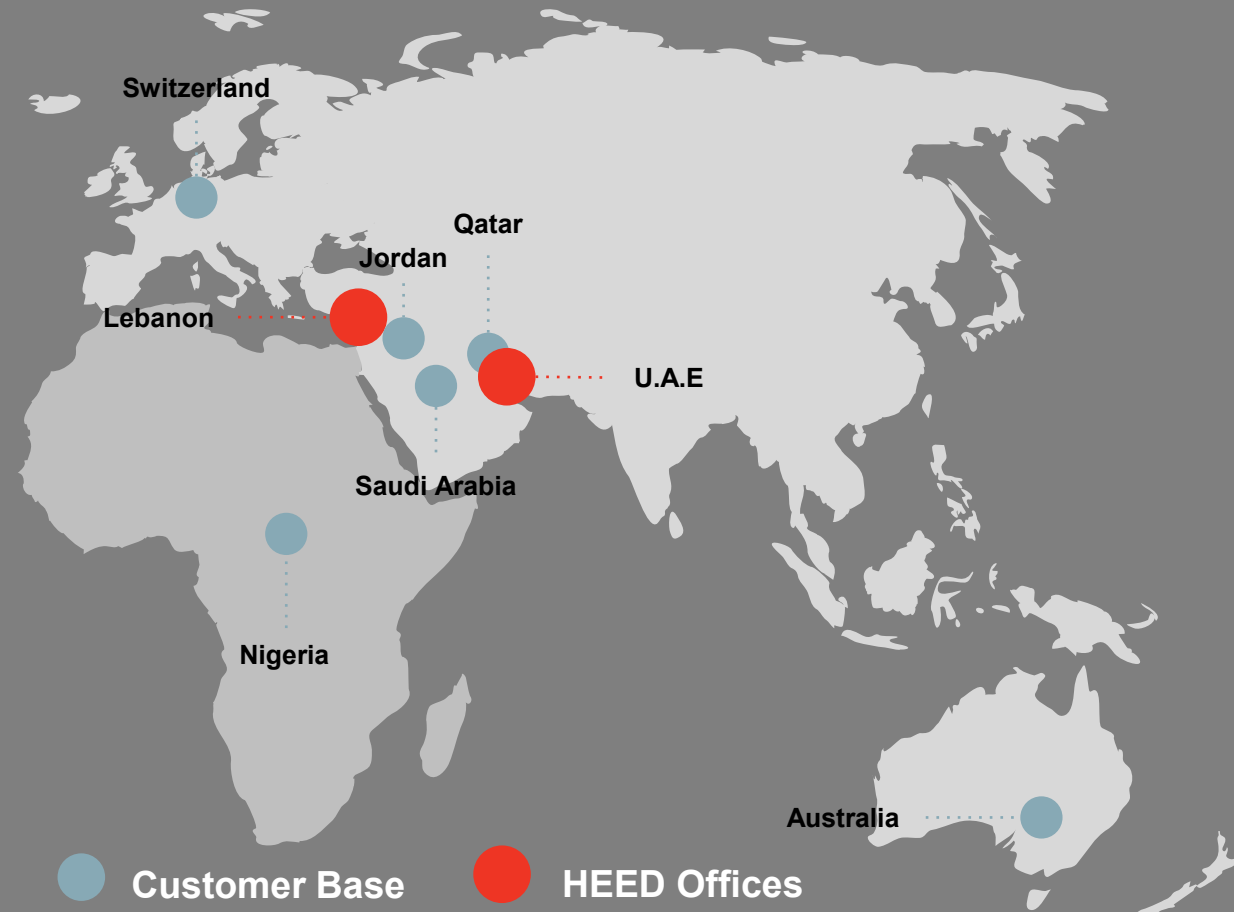 Switzerland
Qatar
Jordan
Lebanon
U.A.E
Saudi Arabia
Nigeria
Australia
Customer Base
HEED Offices